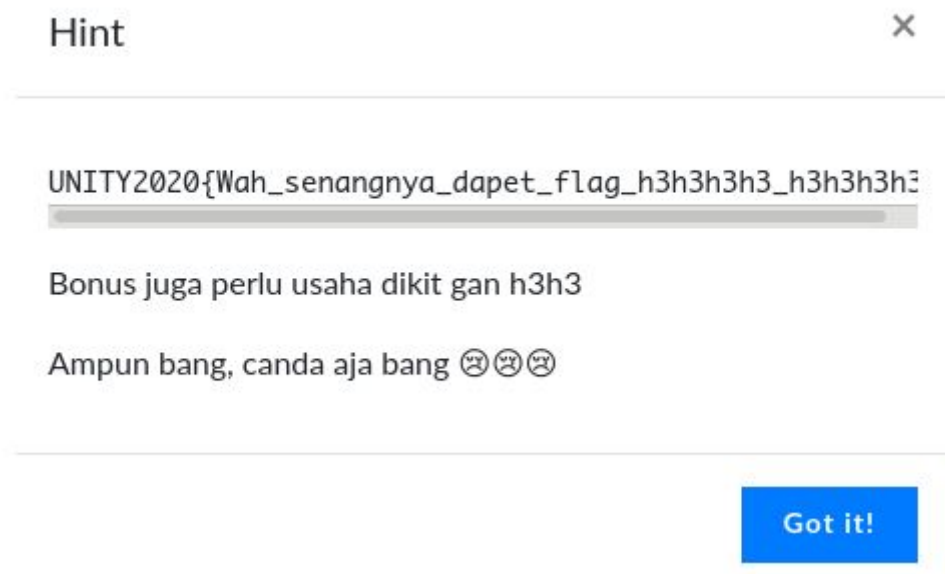 Hint ×
UNITY2020{Wah_senangnya_dapet_flag_h3h3h3h3_h3h3h3h3
Bonus juga perlu usaha dikit gan h3h3
Ampun bang, canda aja bang 😢😢😢
Got it!